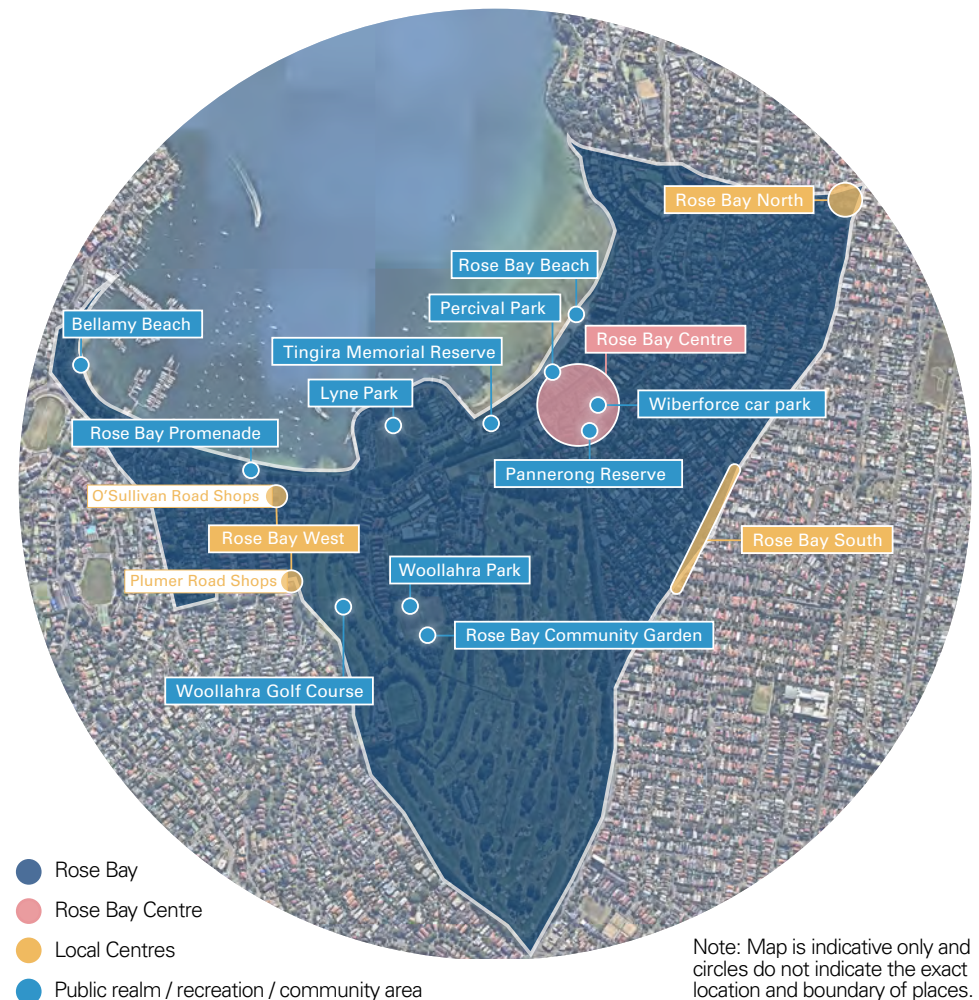 Rose Bay North
Rose Bay Beach
Percival Park
Bellamy Beach
Rose Bay Centre
Tingira Memorial Reserve
Lyne Park
Wiberforce car park
Rose Bay Promenade
Pannerong Reserve
O'Sullivan Road Shops
Rose Bay West
Rose Bay South
Plumer Road Shops
Woollahra Park
Rose Bay Community Garden
Woollahra Golf Course
Rose Bay
Rose Bay Centre
Local Centres
Public realm / recreation / community area
Note: Map is indicative only and
circles do not indicate the exact
location and boundary of places.